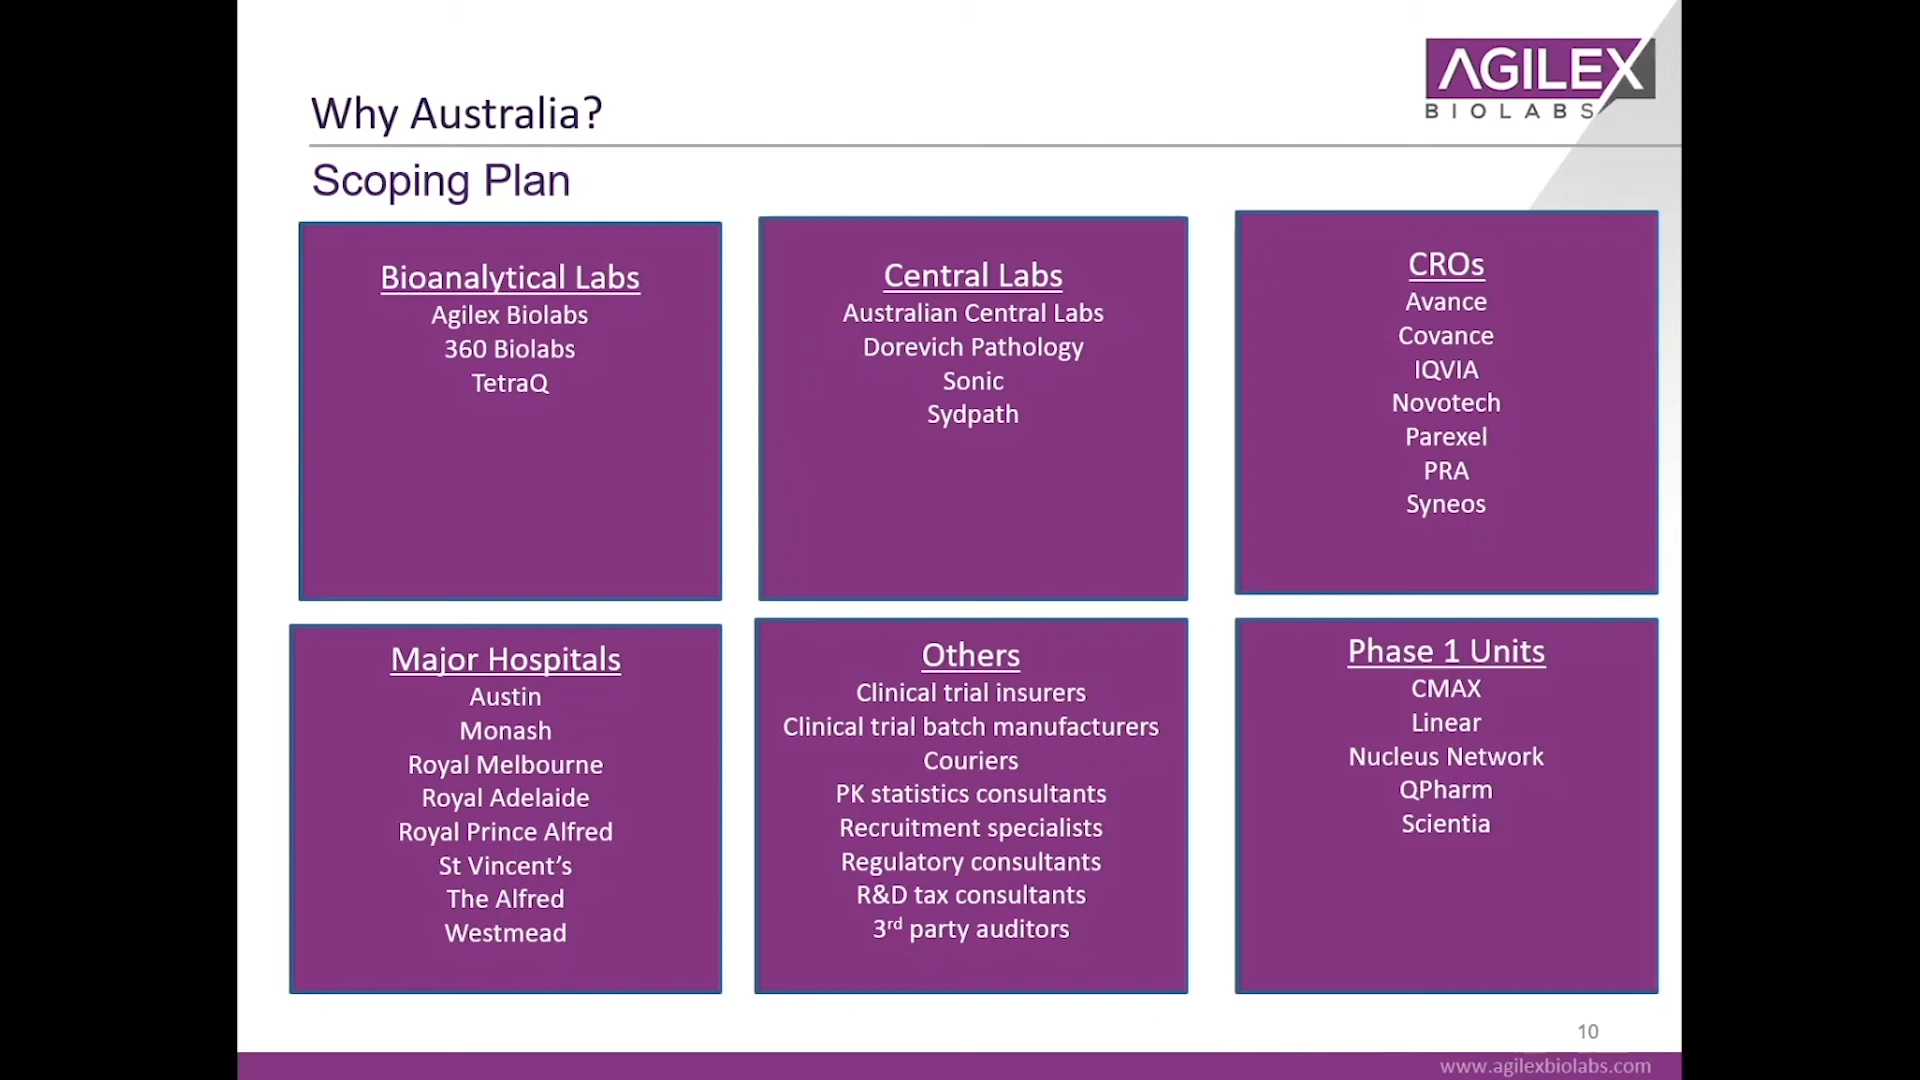 AGILEX
BIOLABS
Why Australia?
Scoping Plan
Bioanalytical Labs
Agilex Biolabs
360 Biolabs
TetraQ
Central Labs
Australian Central Labs
Dorevich Pathology
Sonic
Sydpath
CROs
Avance
Covance
IQVIA
Novotech
Parexel
PRA
Syneos
Major Hospitals
Austin
Monash
Royal Melbourne
Royal Adelaide
Royal Prince Alfred
St Vincent’s
The Alfred
Westmead
Others
Clinical trial insurers
Clinical trial batch manufacturers
Couriers
PK statistics consultants
Recruitment specialists
Regulatory consultants
R&D tax consultants
3rd party auditors
Phase 1 Units
CMAX
Linear
Nucleus Network
QPharm
Scientia
10
www.agilexbiolabs.com